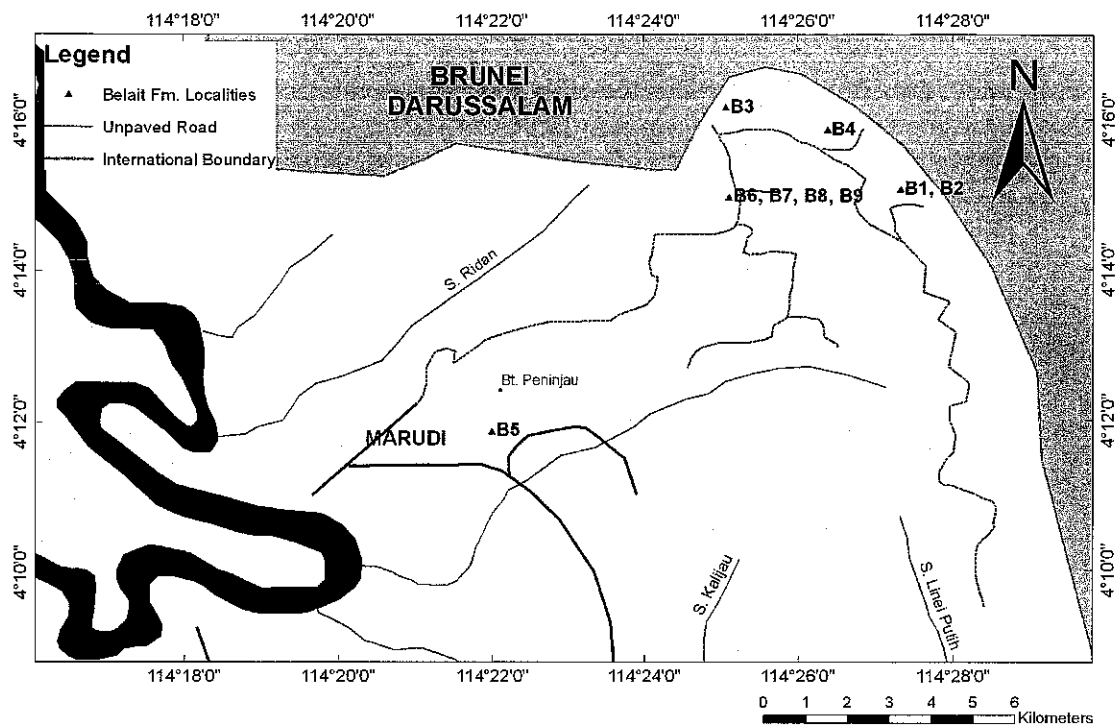 114°18'0" 114°20'0" 114°22'0" 114°24'0" 114°26'0" 114°28'0"
Legend
Belait Fm. Localities
Unpaved Road
International Boundary
BRUNEI
DARUSSALAM
N
B3
B4
B6, B7, B8, B9
B1, B2
S. Ridan
Bt. Peninjau
MARUDI
B5
S. Kalijau
S. Linei Putih
4°16'0"
4°14'0"
4°12'0"
4°10'0"
4°16'0"
4°14'0"
4°12'0"
4°10'0"
114°18'0" 114°20'0" 114°22'0" 114°24'0" 114°26'0" 114°28'0"
0 1 2 3 4 5 6
Kilometers